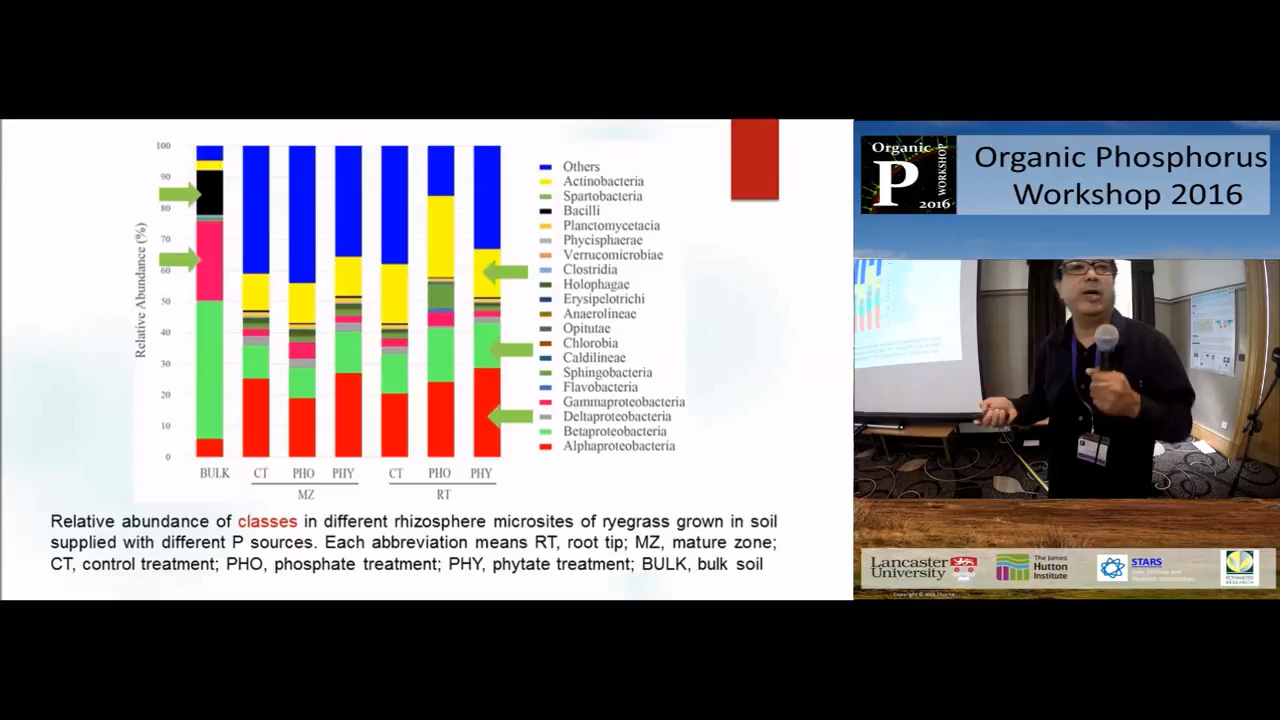 100
90
80
70
60
50
40
30
20
10
0
Relative Abundance (%)
BULK
CT
PHO
PHY
CT
PHO
PHY
MZ
RT
Others
Actinobacteria
Spartobacteria
Bacilli
Planctomycetacia
Phycisphaerae
Verrucomicrobiae
Clostridia
Holophagae
Erysipelotrichi
Anaerolineae
Opitutae
Chlorobia
Caldilineae
Sphingobacteria
Flavobacteria
Gammaproteobacteria
Deltaproteobacteria
Betaproteobacteria
Alphaproteobacteria
Relative abundance of classes in different rhizosphere microsites of ryegrass grown in soil
supplied with different P sources. Each abbreviation means RT, root tip; MZ, mature zone;
CT, control treatment; PHO, phosphate treatment; PHY, phytate treatment; BULK, bulk soil
Organic
P
WORKSHOP
2016
Organic Phosphorus
Workshop 2016
Lancaster
University
The James
Hutton
Institute
STARS
ROTHAMSTED
RESEARCH